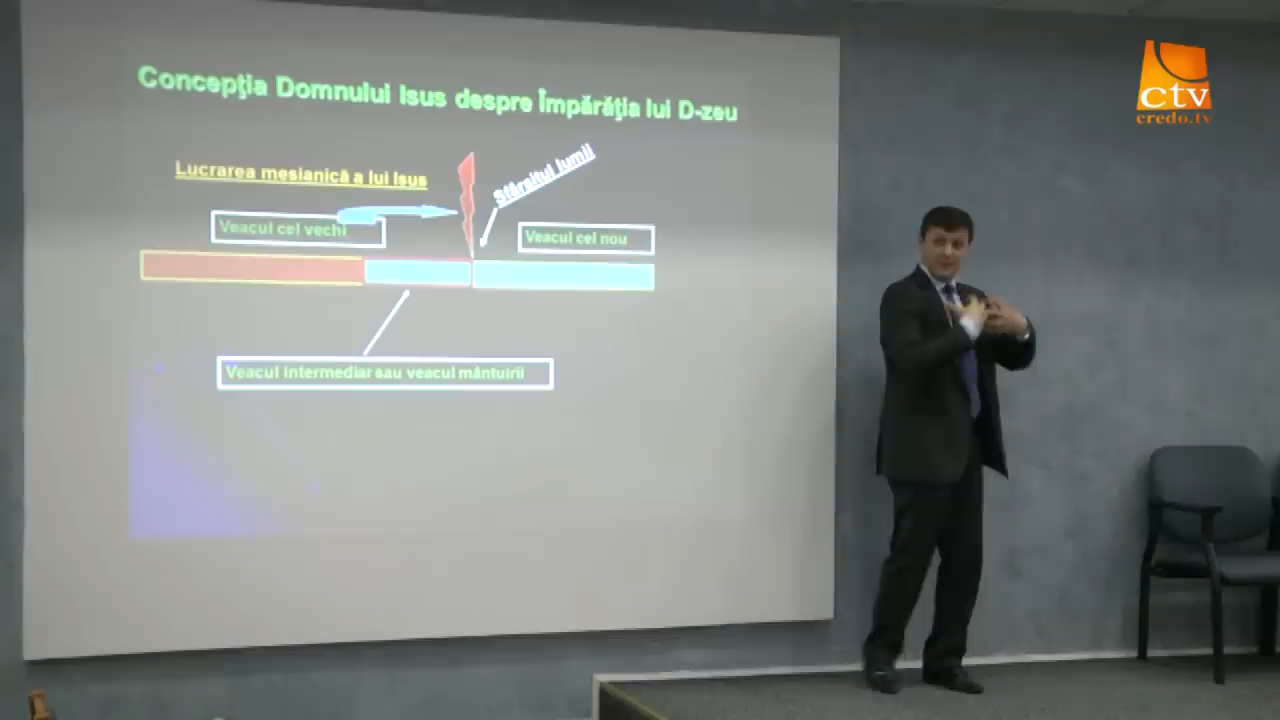 Concepţia Domnului Isus despre Împărăţia lui D-zeu
Lucrarea mesianică a lui Isus
Sfârsitul lumii
Veacul cel vechi
Veacul cel nou
Veacul intermediar sau veacul mântuirii
ctv
credo.tv